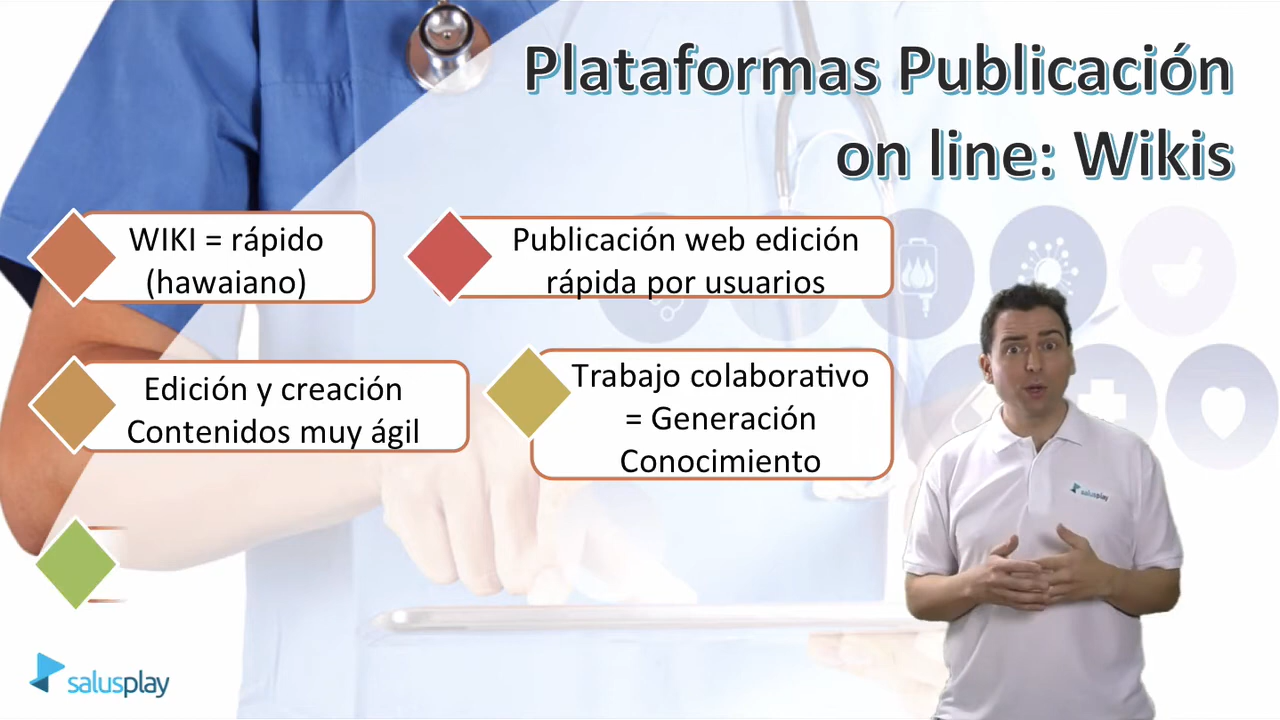 Plataformas Publicación
on line: Wikis
WIKI = rápido
(hawaiano)
Publicación web edición
rápida por usuarios
Edición y creación
Contenidos muy ágil
Trabajo colaborativo
= Generación
Conocimiento
salusplay
salusplay